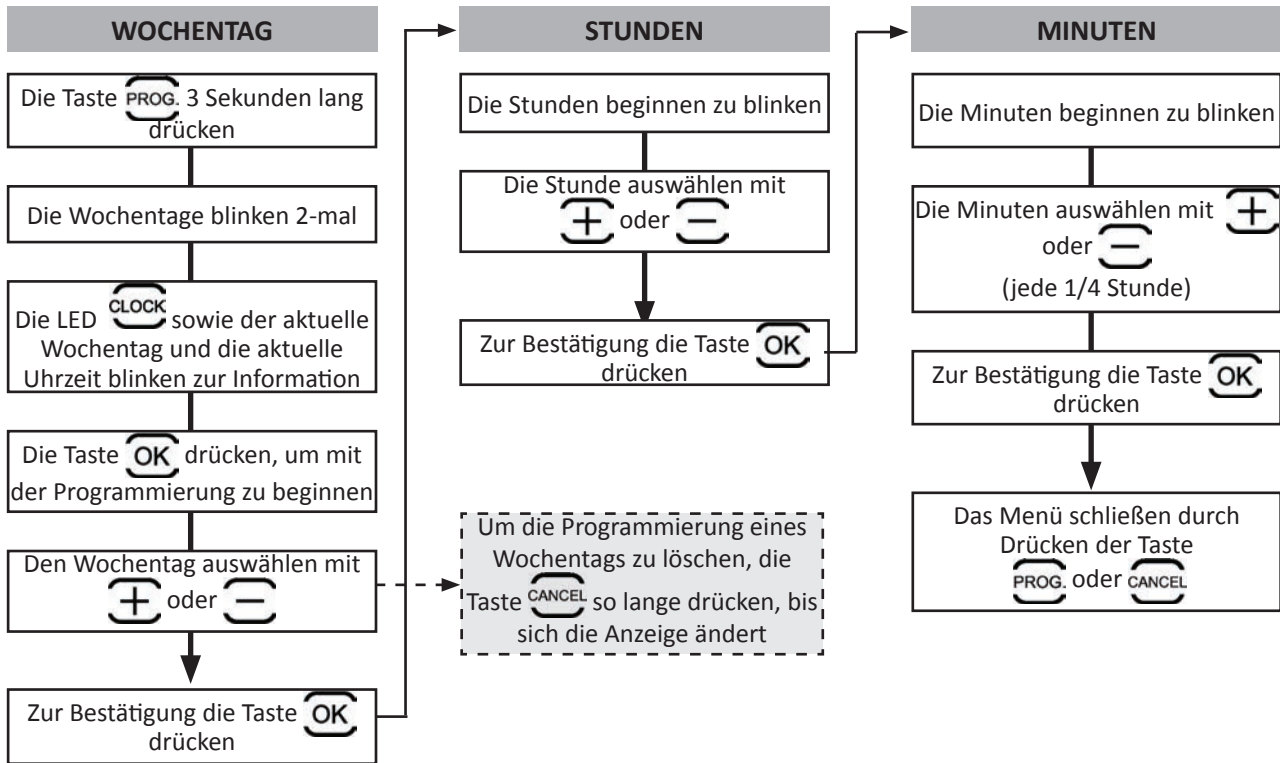 WOCHENTAG
Die Taste PROG. 3 Sekunden lang
drücken
Die Wochentage blinken 2-mal
Die LED CLOCK sowie der aktuelle
Wochentag und die aktuelle
Uhrzeit blinken zur Information
Die Taste OK drücken, um mit
der Programmierung zu beginnen
Den Wochentag auswählen mit
+ oder −
Zur Bestätigung die Taste OK
drücken
STUNDEN
Die Stunden beginnen zu blinken
Die Stunde auswählen mit
+ oder −
Zur Bestätigung die Taste OK
drücken
Um die Programmierung eines
Wochentags zu löschen, die
Taste CANCEL so lange drücken, bis
sich die Anzeige ändert
MINUTEN
Die Minuten beginnen zu blinken
Die Minuten auswählen mit +
oder −
(jede 1/4 Stunde)
Zur Bestätigung die Taste OK
drücken
Das Menü schließen durch
Drücken der Taste
PROG. oder CANCEL